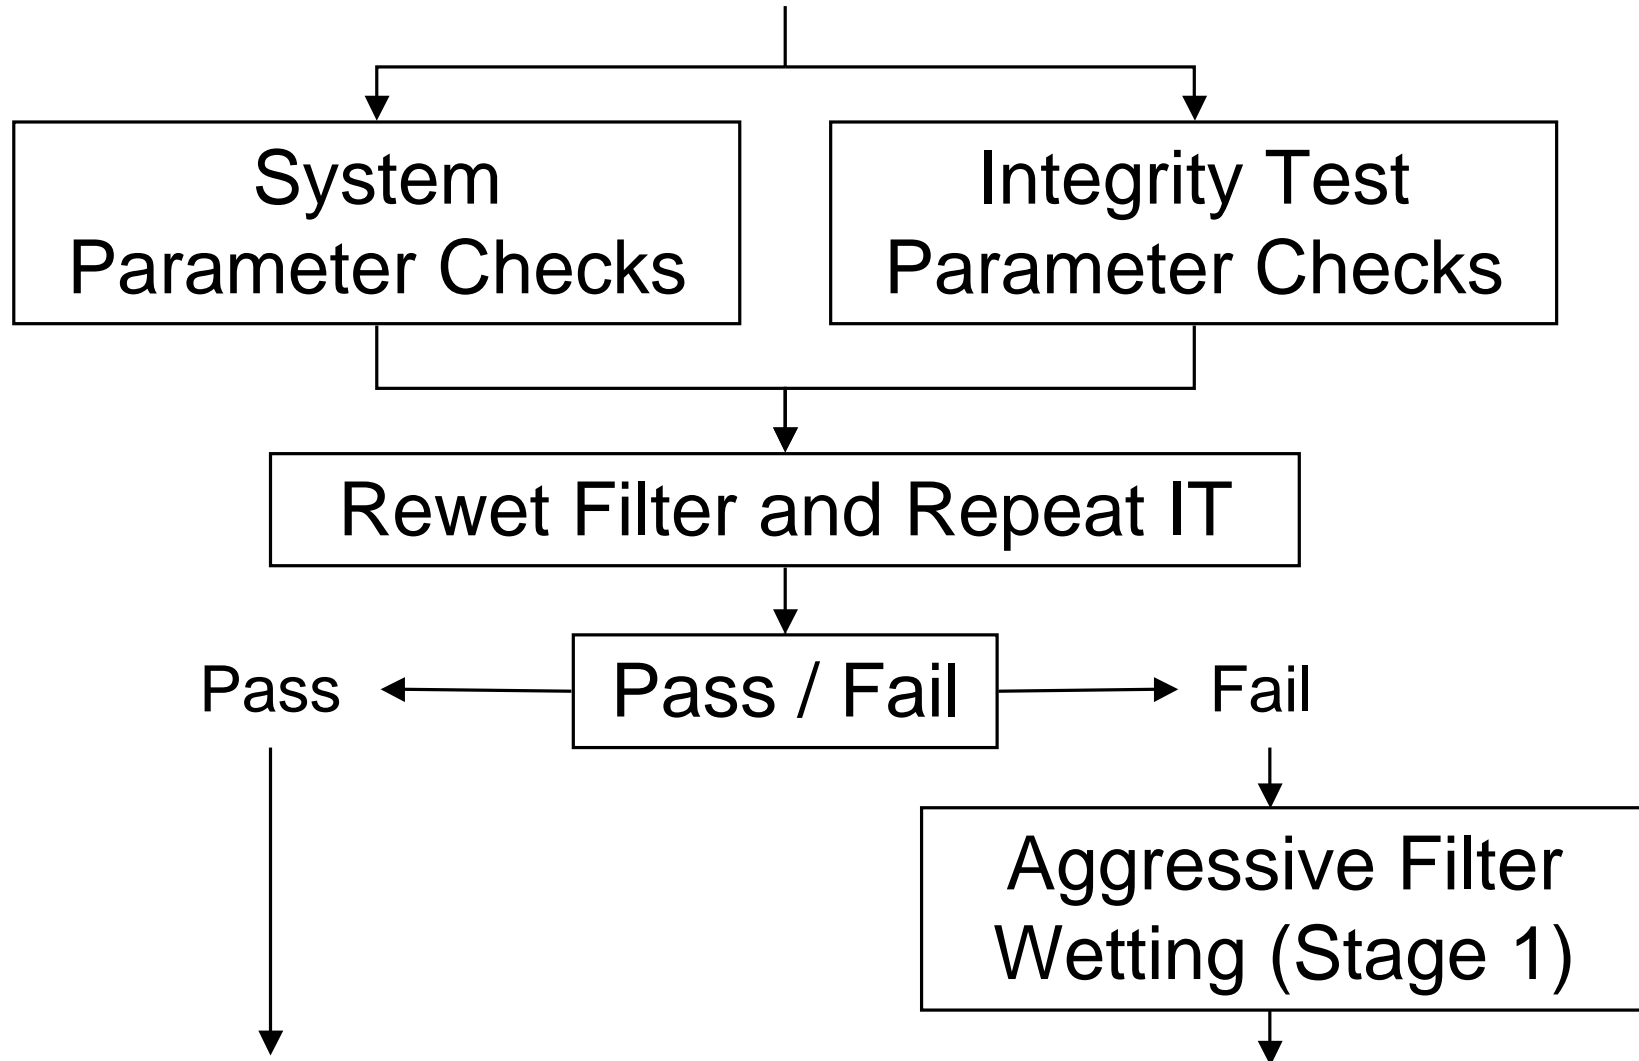 System
Parameter Checks
Integrity Test
Parameter Checks
Rewet Filter and Repeat IT
Pass
Pass / Fail
Fail
Aggressive Filter
Wetting (Stage 1)